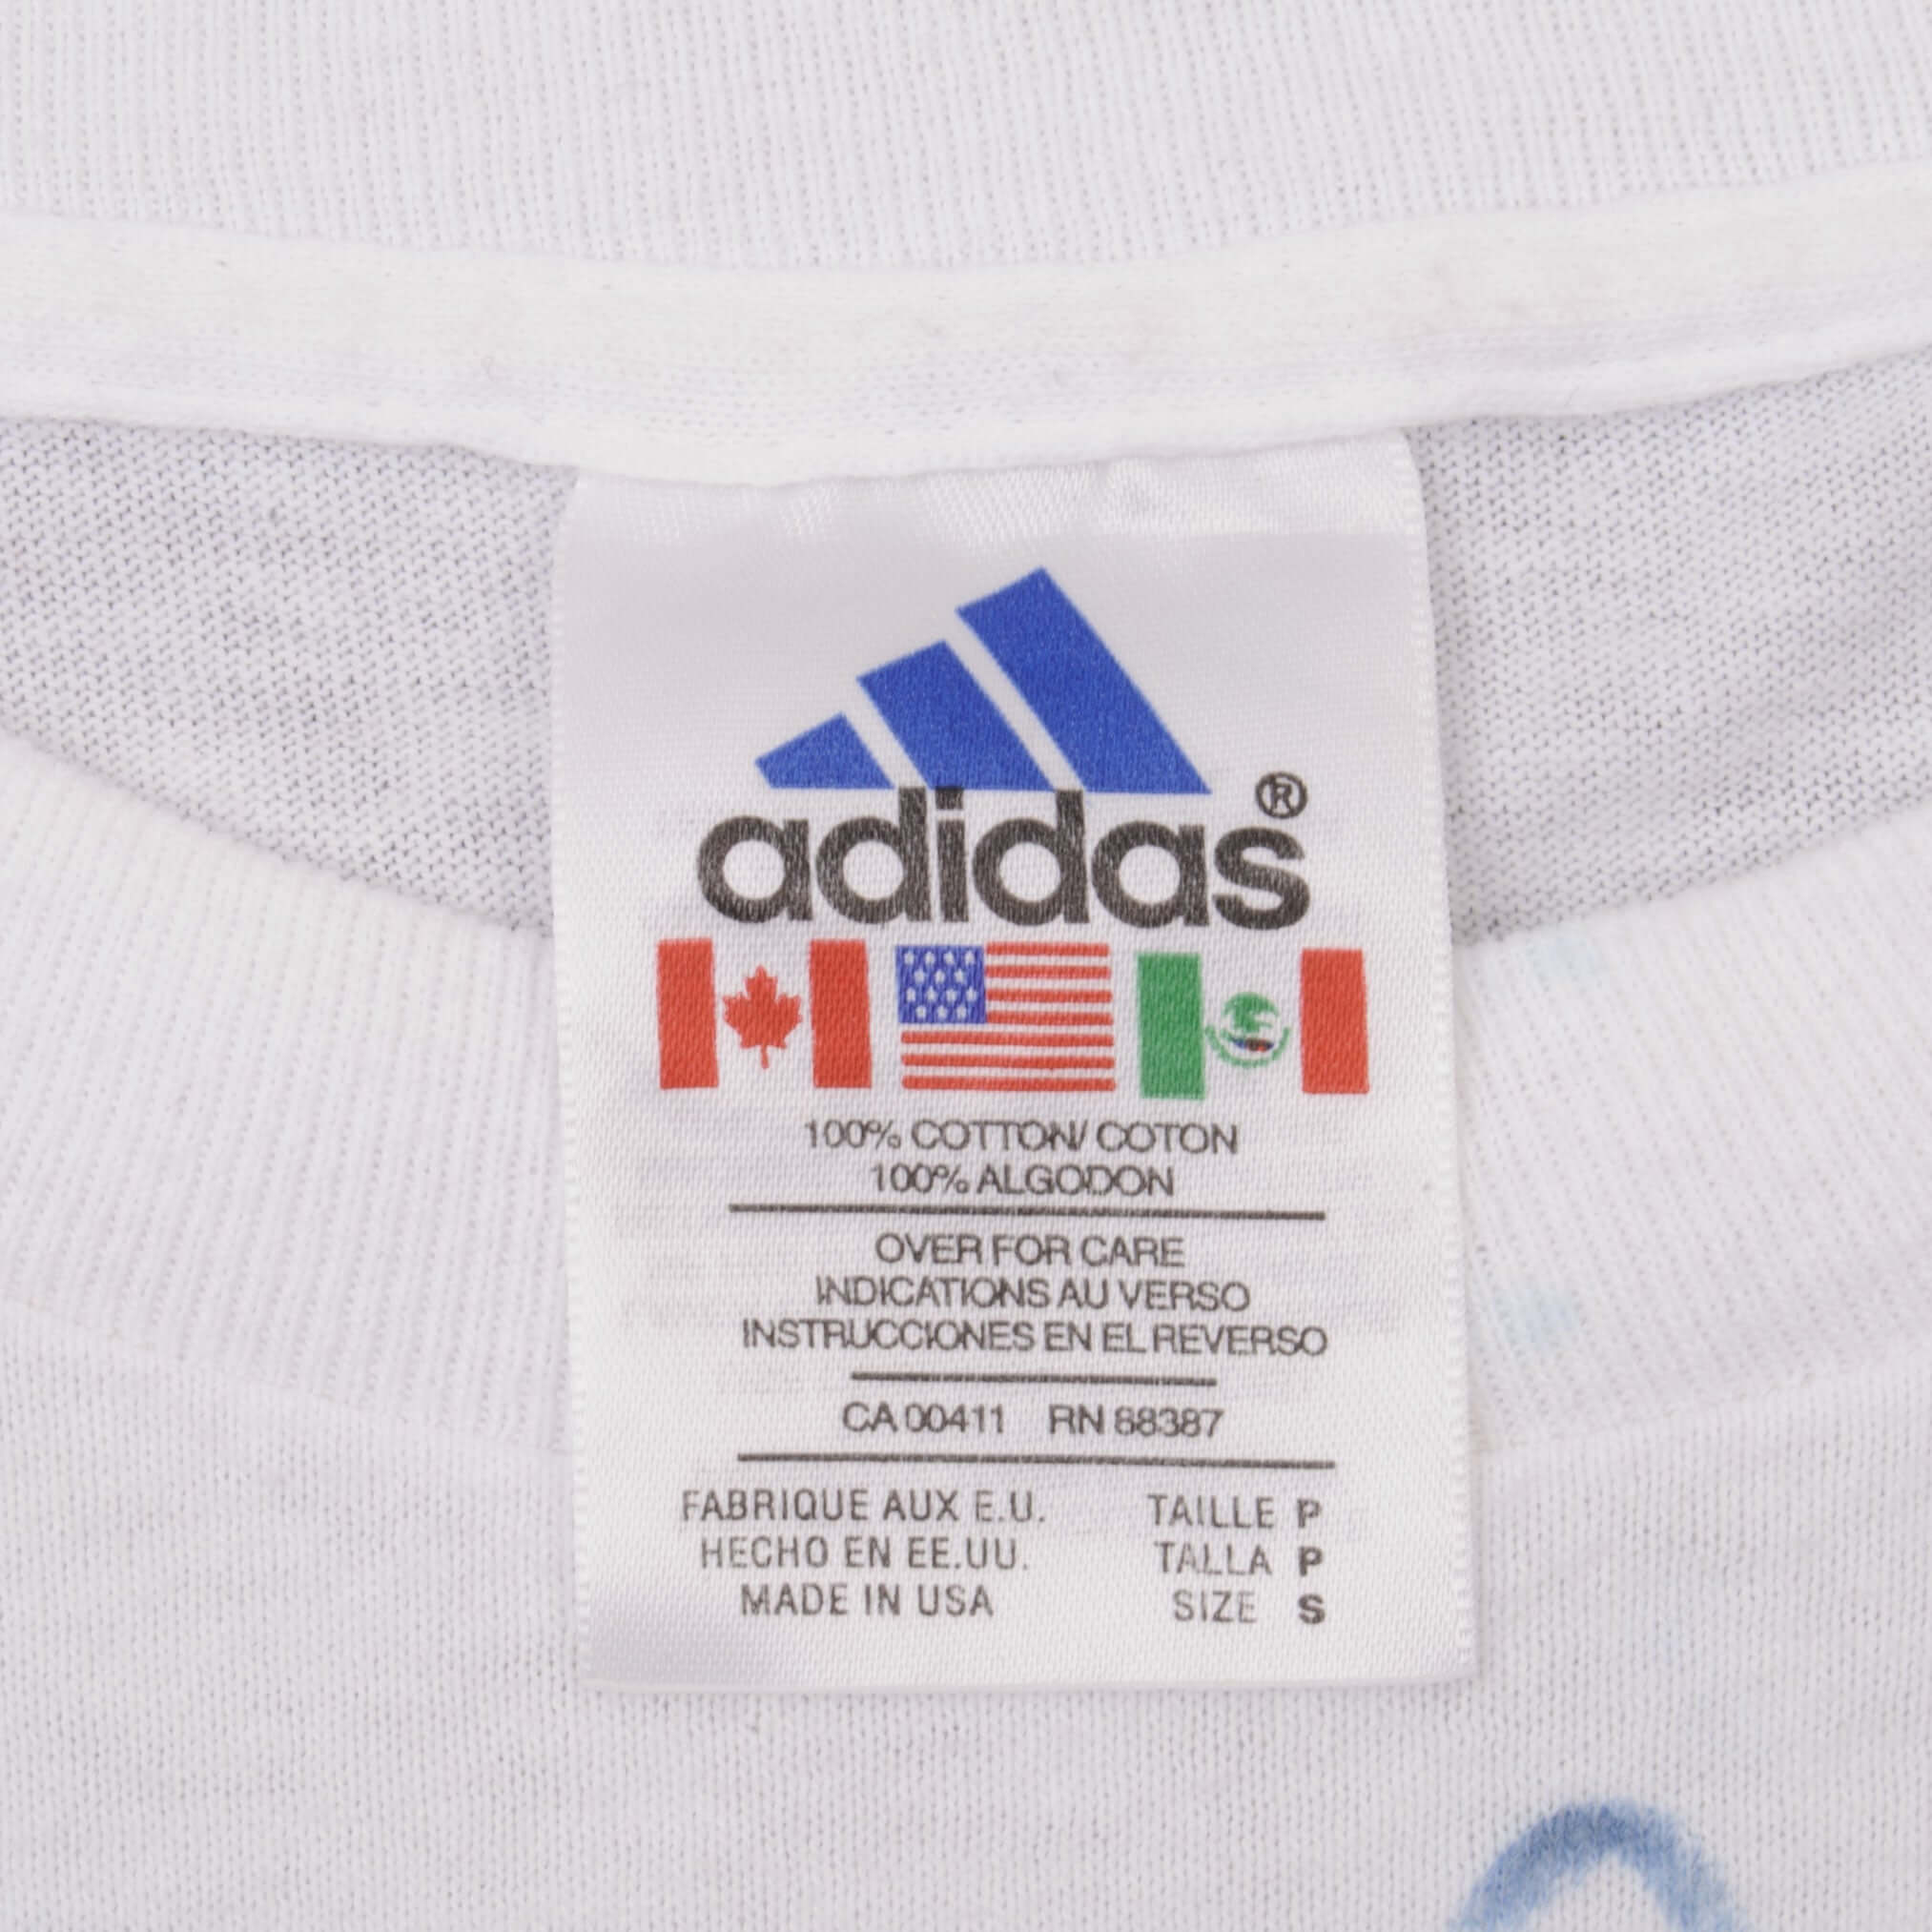 adidas®
100% COTTON/ COTON
100% ALGODON
OVER FOR CARE
INDICATIONS AU VERSO
INSTRUCCIONES EN EL REVERSO
CA 00411 RN 88387
FABRIQUE AUX E.U. TAILLE P
HECHO EN EE.UU. TALLA P
MADE IN USA SIZE S